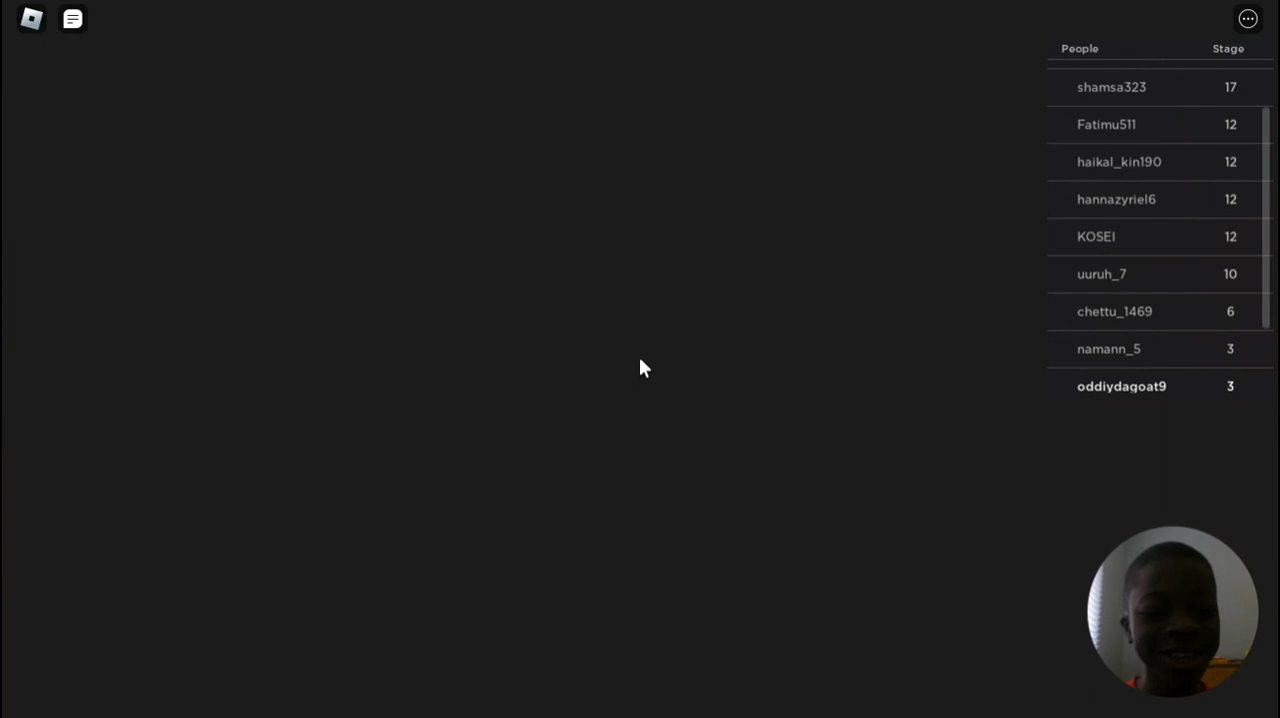 People Stage
shamsa323 17
Fatimu511 12
haikal_kin190 12
hannazyriel6 12
KOSEI 12
uuruh_7 10
chettu_1469 6
namann_5 3
oddiydagoat9 3